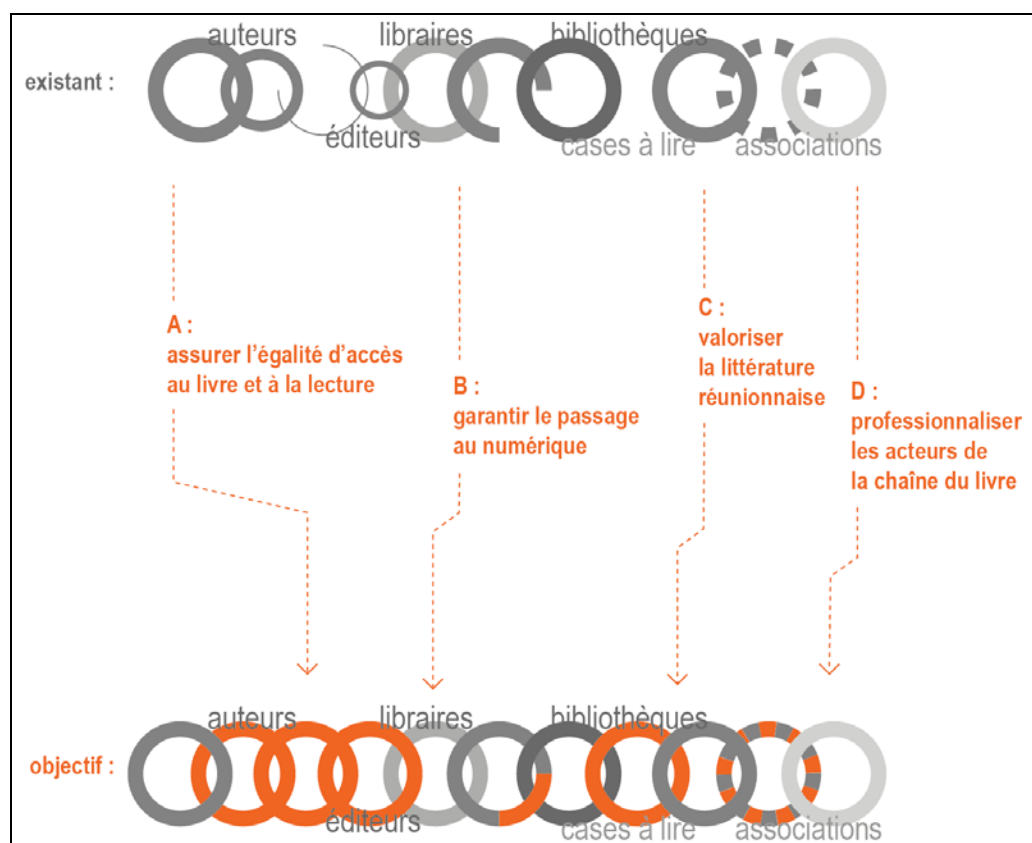 auteurs libraires bibliothèques
existant :
éditeurs cases à lire associations
A :
assurer l'égalité d'accès
au livre et à la lecture
B :
garantir le passage
au numérique
C :
valoriser
la littérature
réunionnaise
D :
professionnaliser
les acteurs de
la chaîne du livre
auteurs libraires bibliothèques
objectif :
éditeurs cases à lire associations